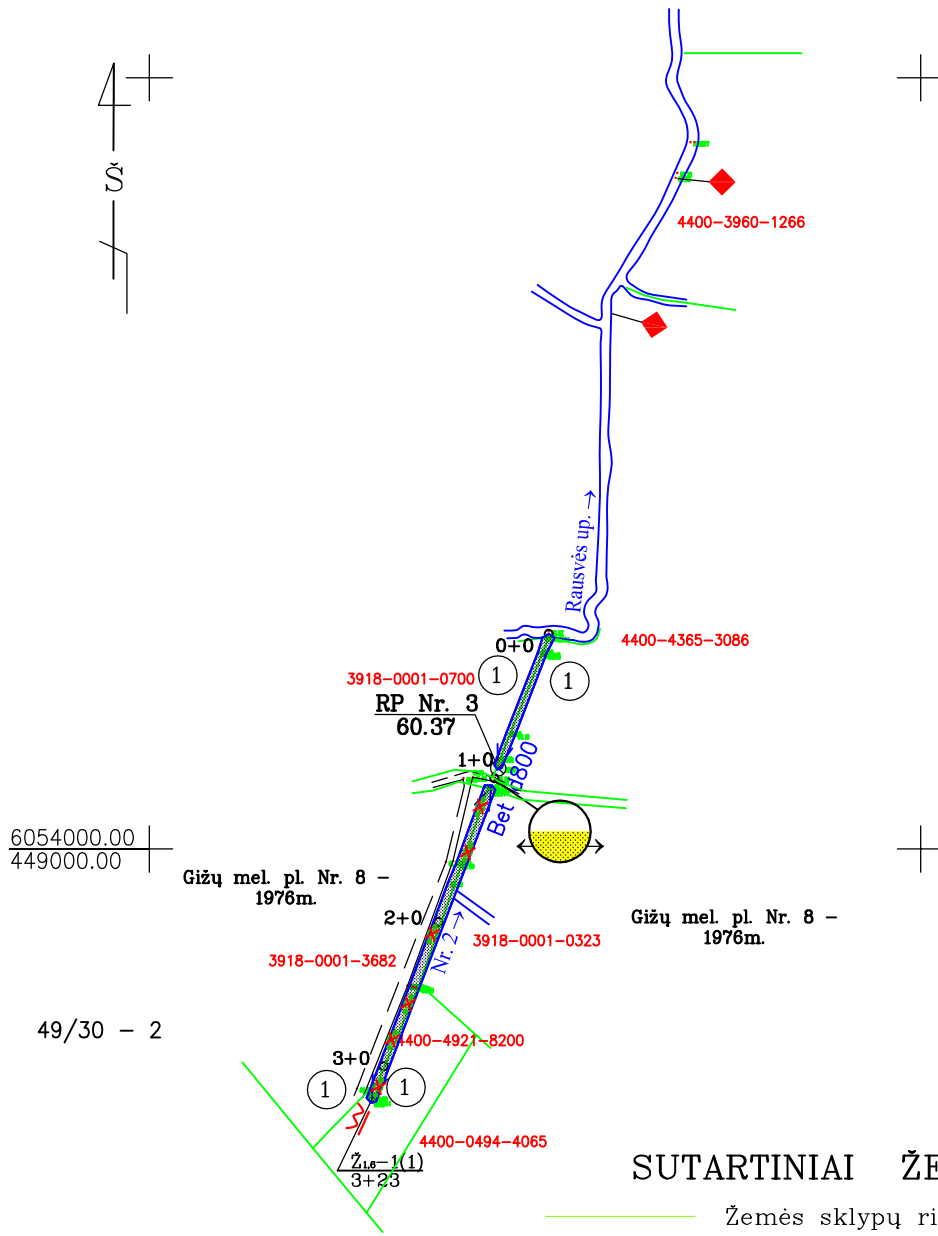 Š
4400-3960-1266
Rausvės up. →
4400-4365-3086
0+0
3918-0001-0700
1
1
RP Nr. 3
60.37
1+0
Bet d800
6054000.00
449000.00
Gižų mel. pl. Nr. 8 –
1976m.
2+0
Gižų mel. pl. Nr. 8 –
1976m.
Nr. 2 →
3918-0001-0323
3918-0001-3682
49/30 – 2
4400-4921-8200
3+0
1
1
4400-0494-4065
Ž1,6–1(1)
3+23
SUTARTINIAI ŽE
Žemės sklypų ri